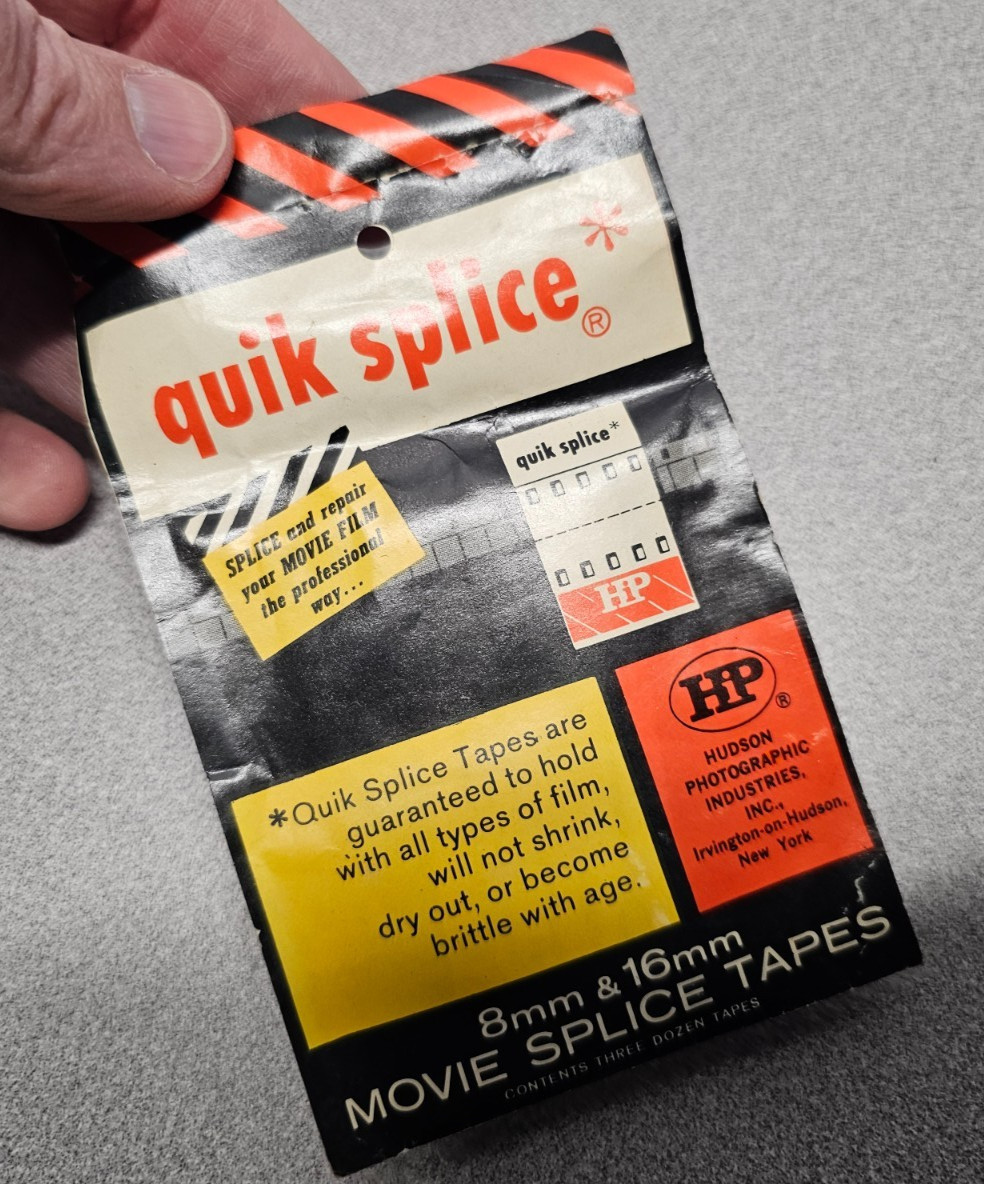 quik splice*®
SPLICE and repair
your MOVIE FILM
the professional
way...
quik splice*
HP
*Quik Splice Tapes are
guaranteed to hold
with all types of film,
will not shrink,
dry out, or become
brittle with age.
HP®
HUDSON
PHOTOGRAPHIC
INDUSTRIES,
INC.,
Irvington-on-Hudson,
New York
8mm & 16mm
MOVIE SPLICE TAPES
CONTENTS THREE DOZEN TAPES